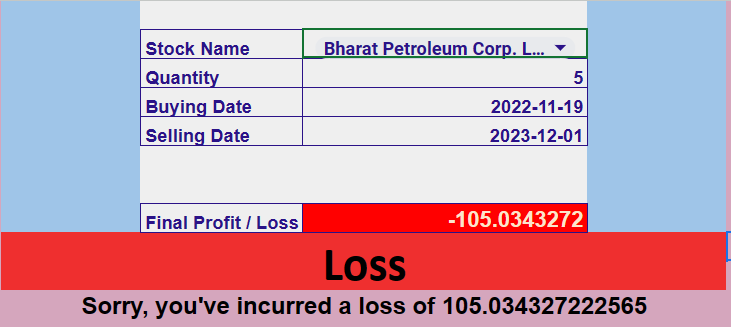 Stock Name Bharat Petroleum Corp. L...
Quantity 5
Buying Date 2022-11-19
Selling Date 2023-12-01
Final Profit / Loss -105.0343272
Loss
Sorry, you've incurred a loss of 105.034327222565